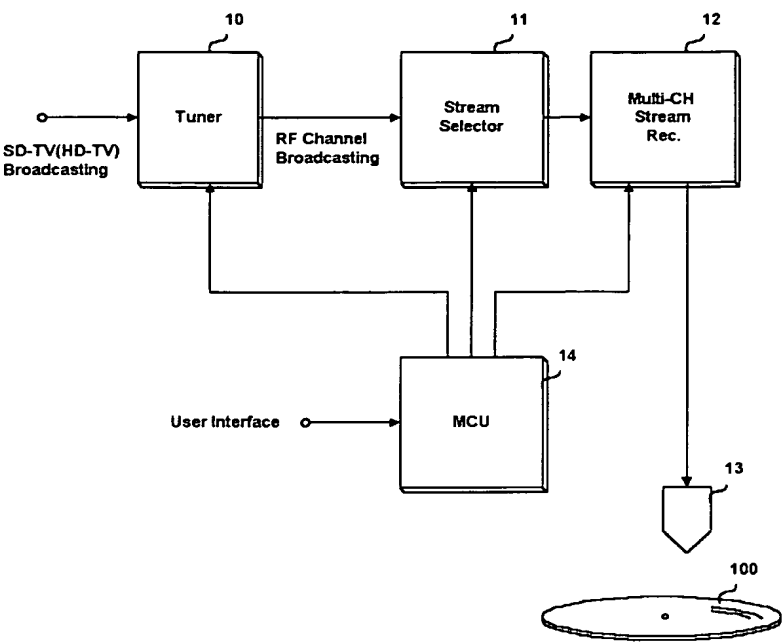 10
11
12
Tuner
Stream
Selector
Multi-CH
Stream
Rec.
SD-TV(HD-TV)
Broadcasting
RF Channel
Broadcasting
14
User Interface
MCU
13
100